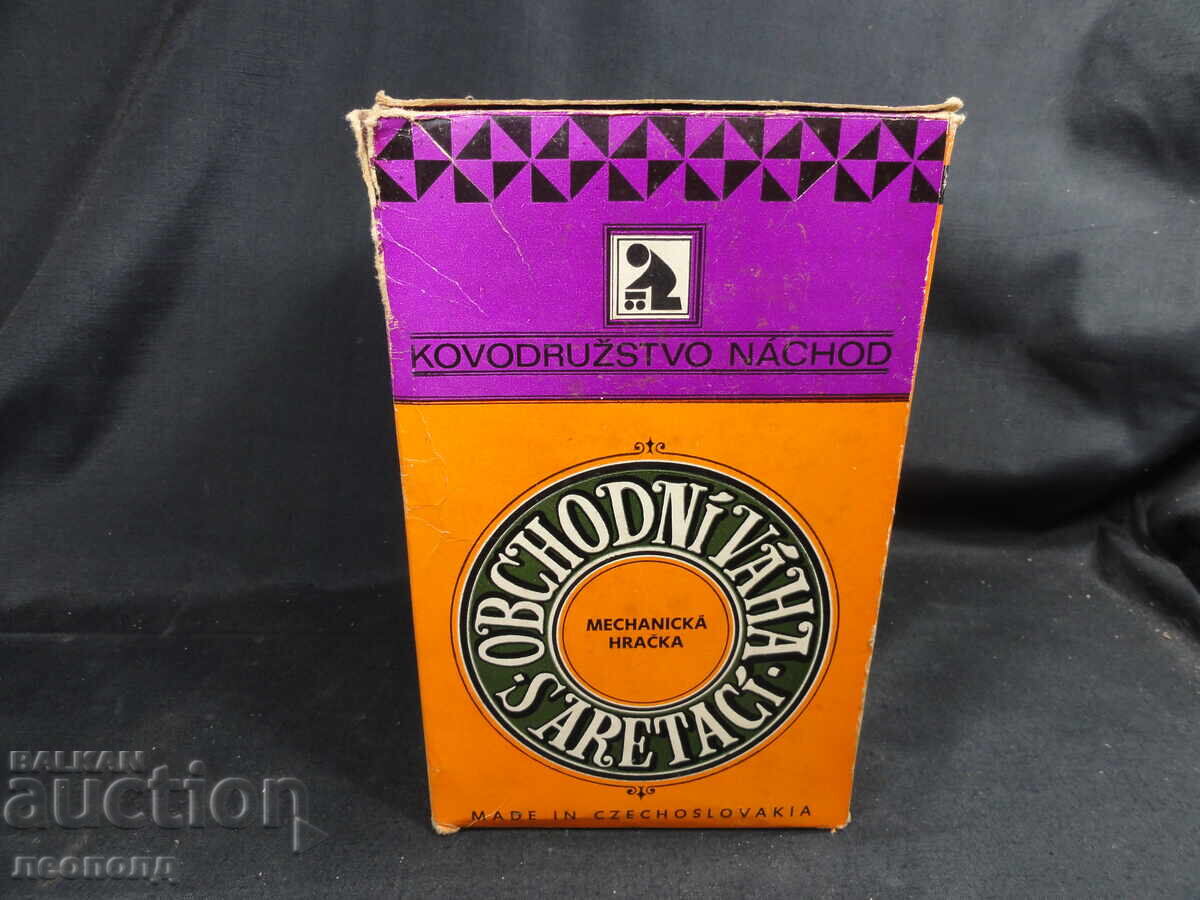 KOVODRUŽSTVO NÁCHOD
OBCHODNÍ VÁHA
· S ARETACÍ ·
MECHANICKÁ
HRAČKA
MADE IN CZECHOSLOVAKIA
BALKAN
auction
леополд